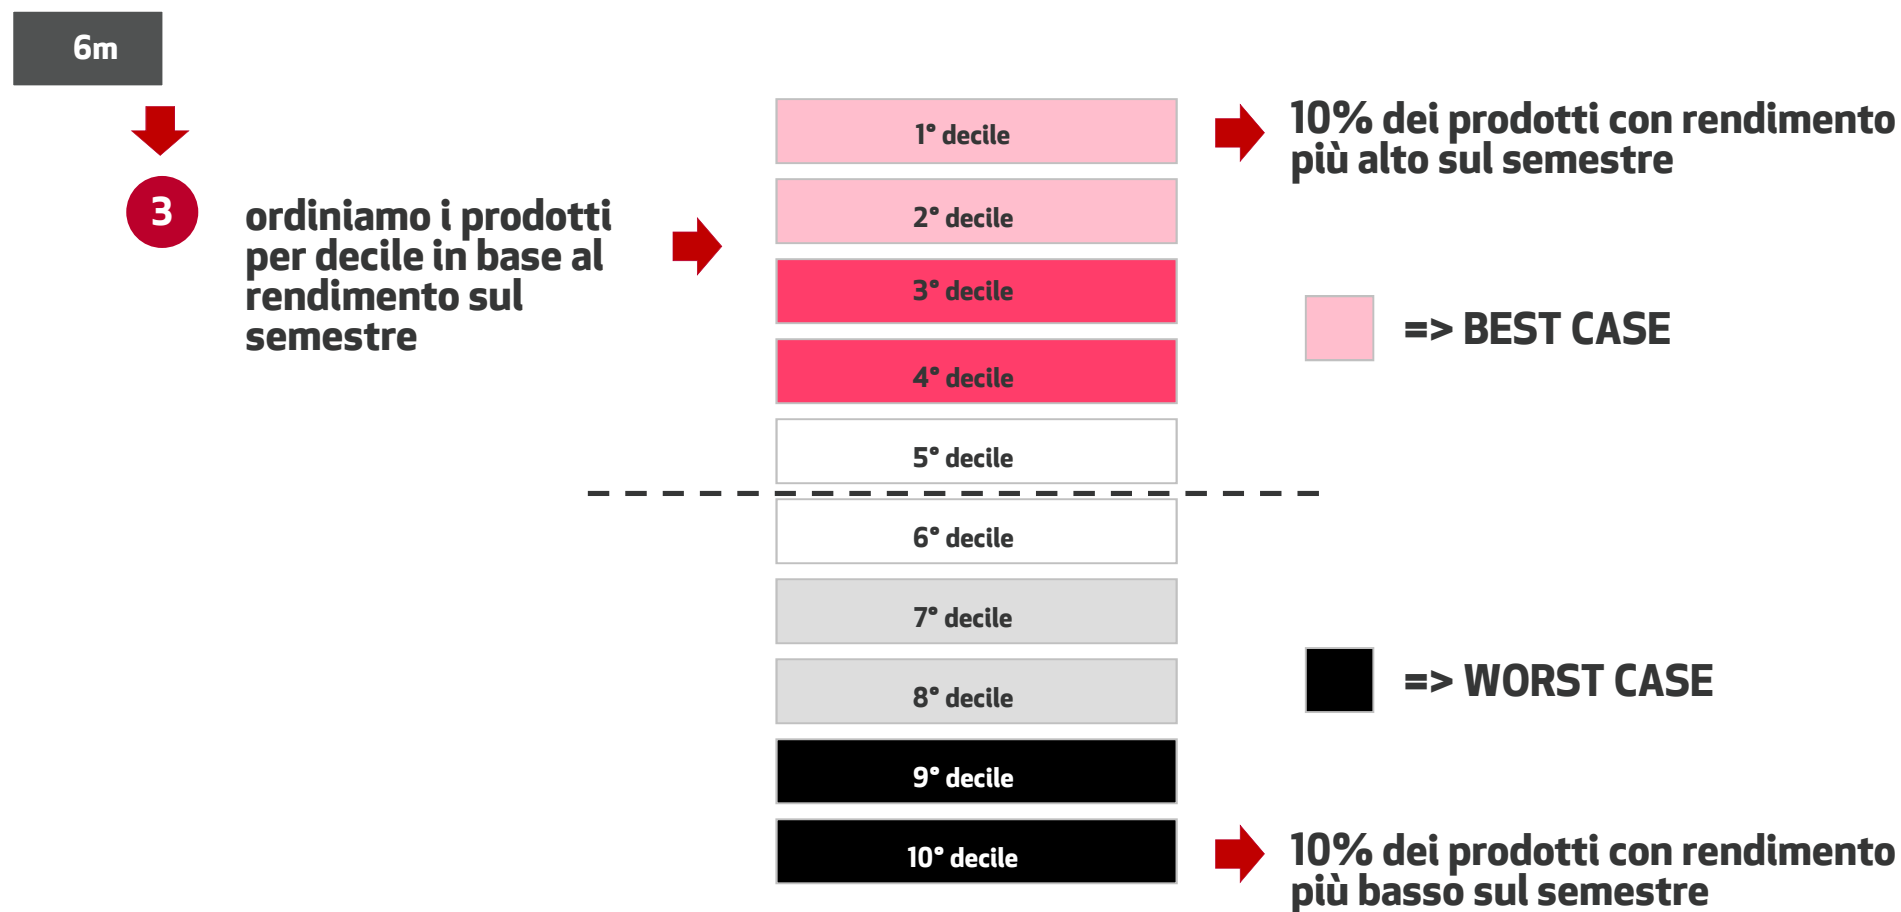 6m
3
ordiniamo i prodotti
per decile in base al
rendimento sul
semestre
1° decile
2° decile
3° decile
4° decile
5° decile
6° decile
7° decile
8° decile
9° decile
10° decile
10% dei prodotti con rendimento
più alto sul semestre
=> BEST CASE
=> WORST CASE
10% dei prodotti con rendimento
più basso sul semestre